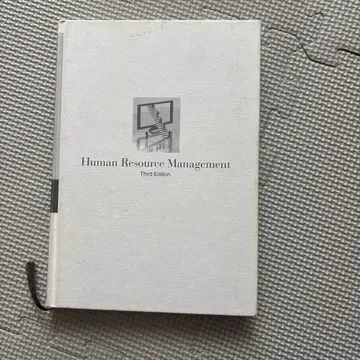 Human Resource Management
Third Edition